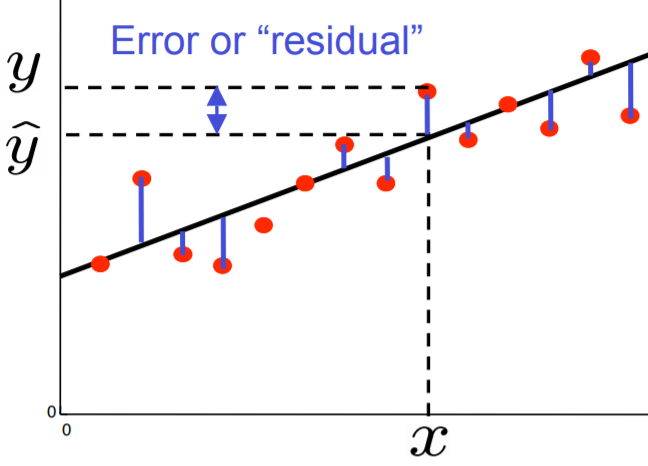 Error or “residual”
y
ŷ
0
0
x